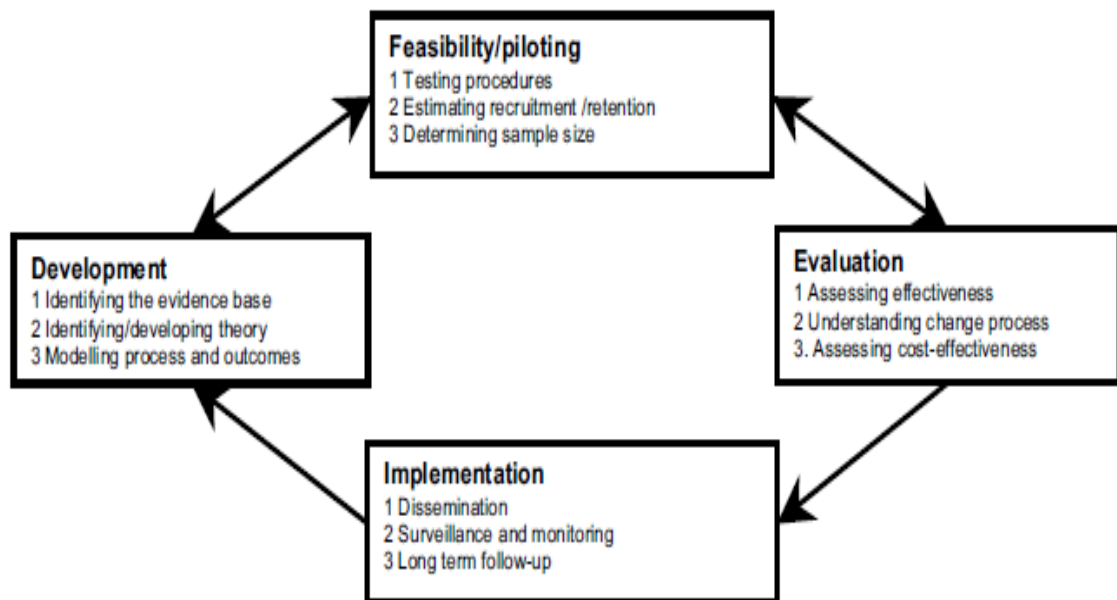 Feasibility/piloting
1 Testing procedures
2 Estimating recruitment /retention
3 Determining sample size
Development
1 Identifying the evidence base
2 Identifying/developing theory
3 Modelling process and outcomes
Evaluation
1 Assessing effectiveness
2 Understanding change process
3. Assessing cost-effectiveness
Implementation
1 Dissemination
2 Surveillance and monitoring
3 Long term follow-up